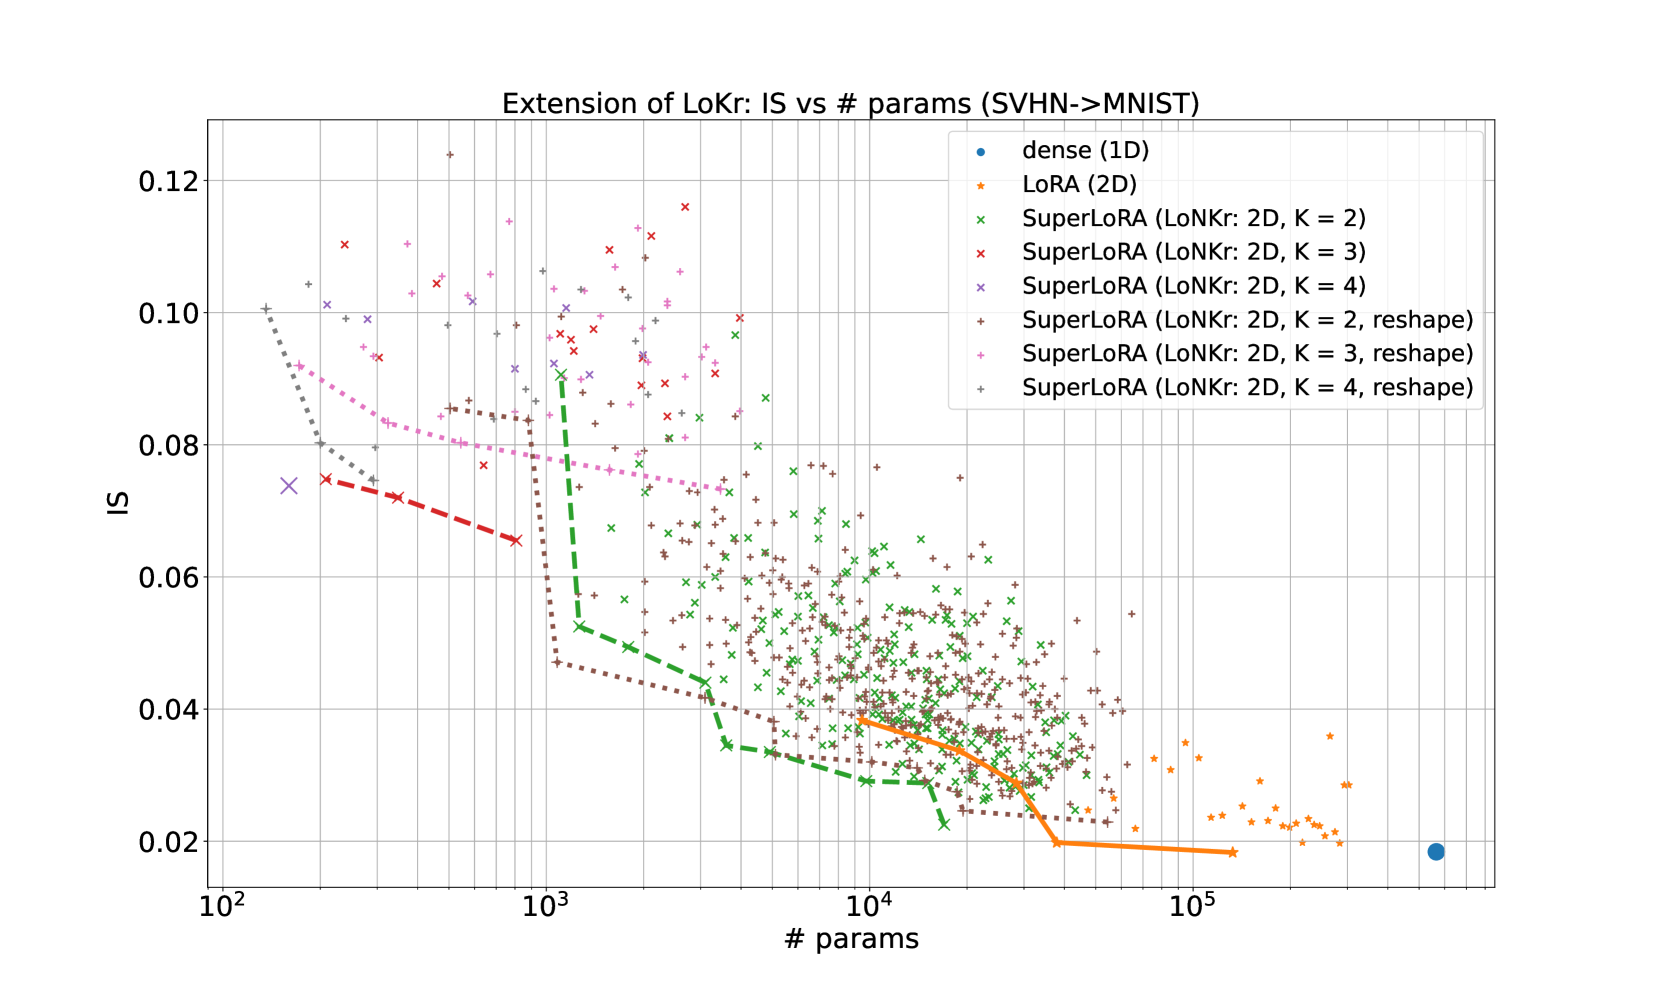 Extension of LoKr: IS vs # params (SVHN->MNIST)
dense (1D)
LoRA (2D)
SuperLoRA (LoNKr: 2D, K = 2)
SuperLoRA (LoNKr: 2D, K = 3)
SuperLoRA (LoNKr: 2D, K = 4)
SuperLoRA (LoNKr: 2D, K = 2, reshape)
SuperLoRA (LoNKr: 2D, K = 3, reshape)
SuperLoRA (LoNKr: 2D, K = 4, reshape)
0.12
0.10
0.08
0.06
0.04
0.02
IS
10² 10³ 10⁴ 10⁵
# params